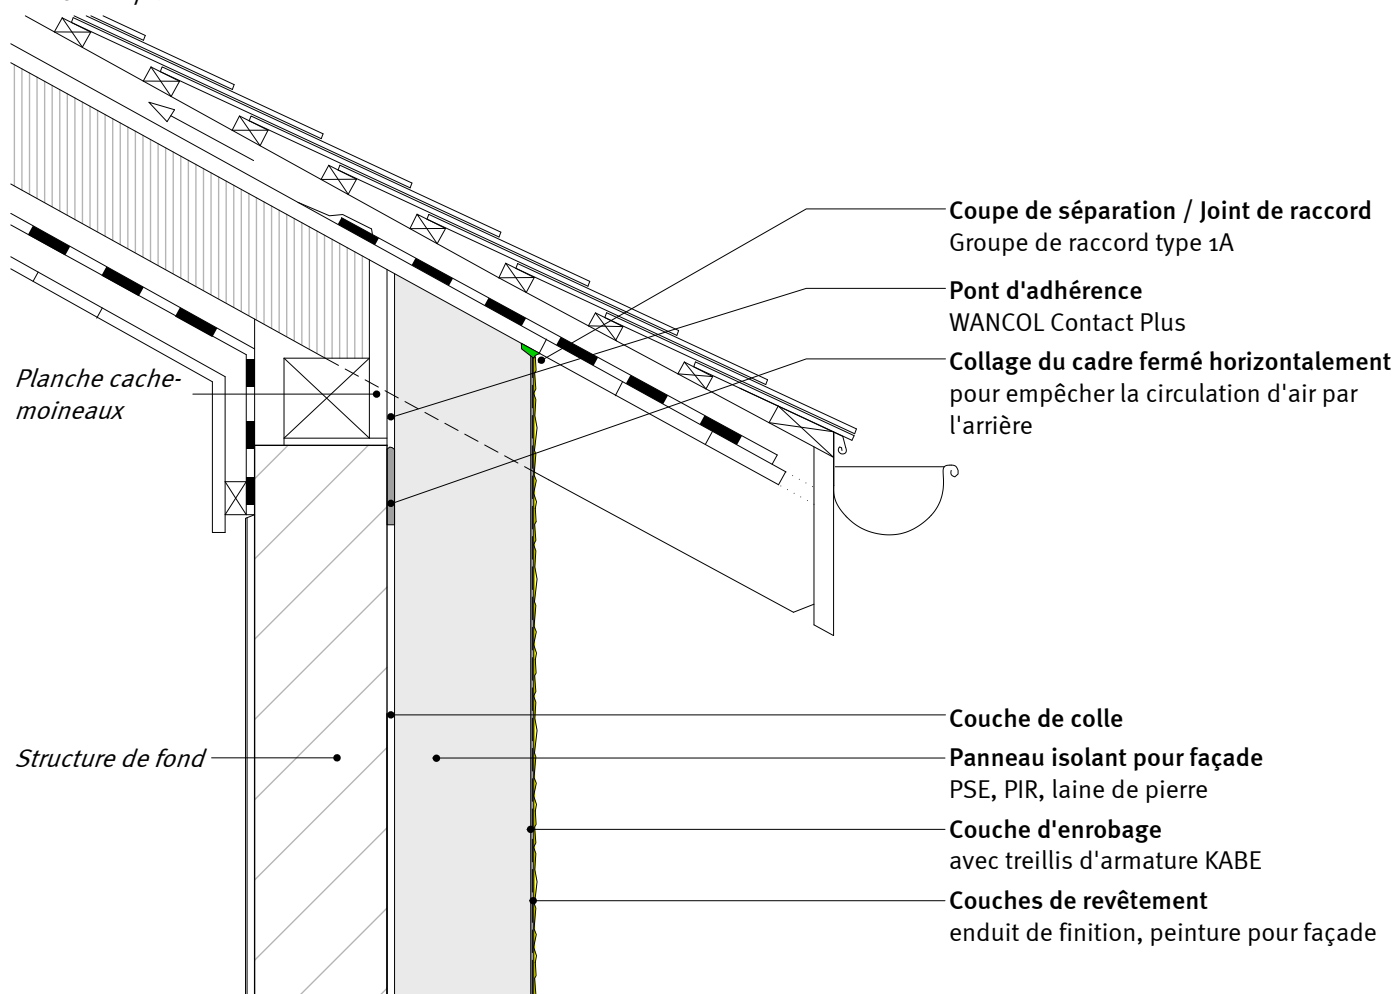 Coupe de séparation / Joint de raccord
Groupe de raccord type 1A
Pont d'adhérence
WANCOL Contact Plus
Collage du cadre fermé horizontalement
pour empêcher la circulation d'air par
l'arrière
Planche cache-
moineaux
Couche de colle
Structure de fond
Panneau isolant pour façade
PSE, PIR, laine de pierre
Couche d'enrobage
avec treillis d'armature KABE
Couches de revêtement
enduit de finition, peinture pour façade